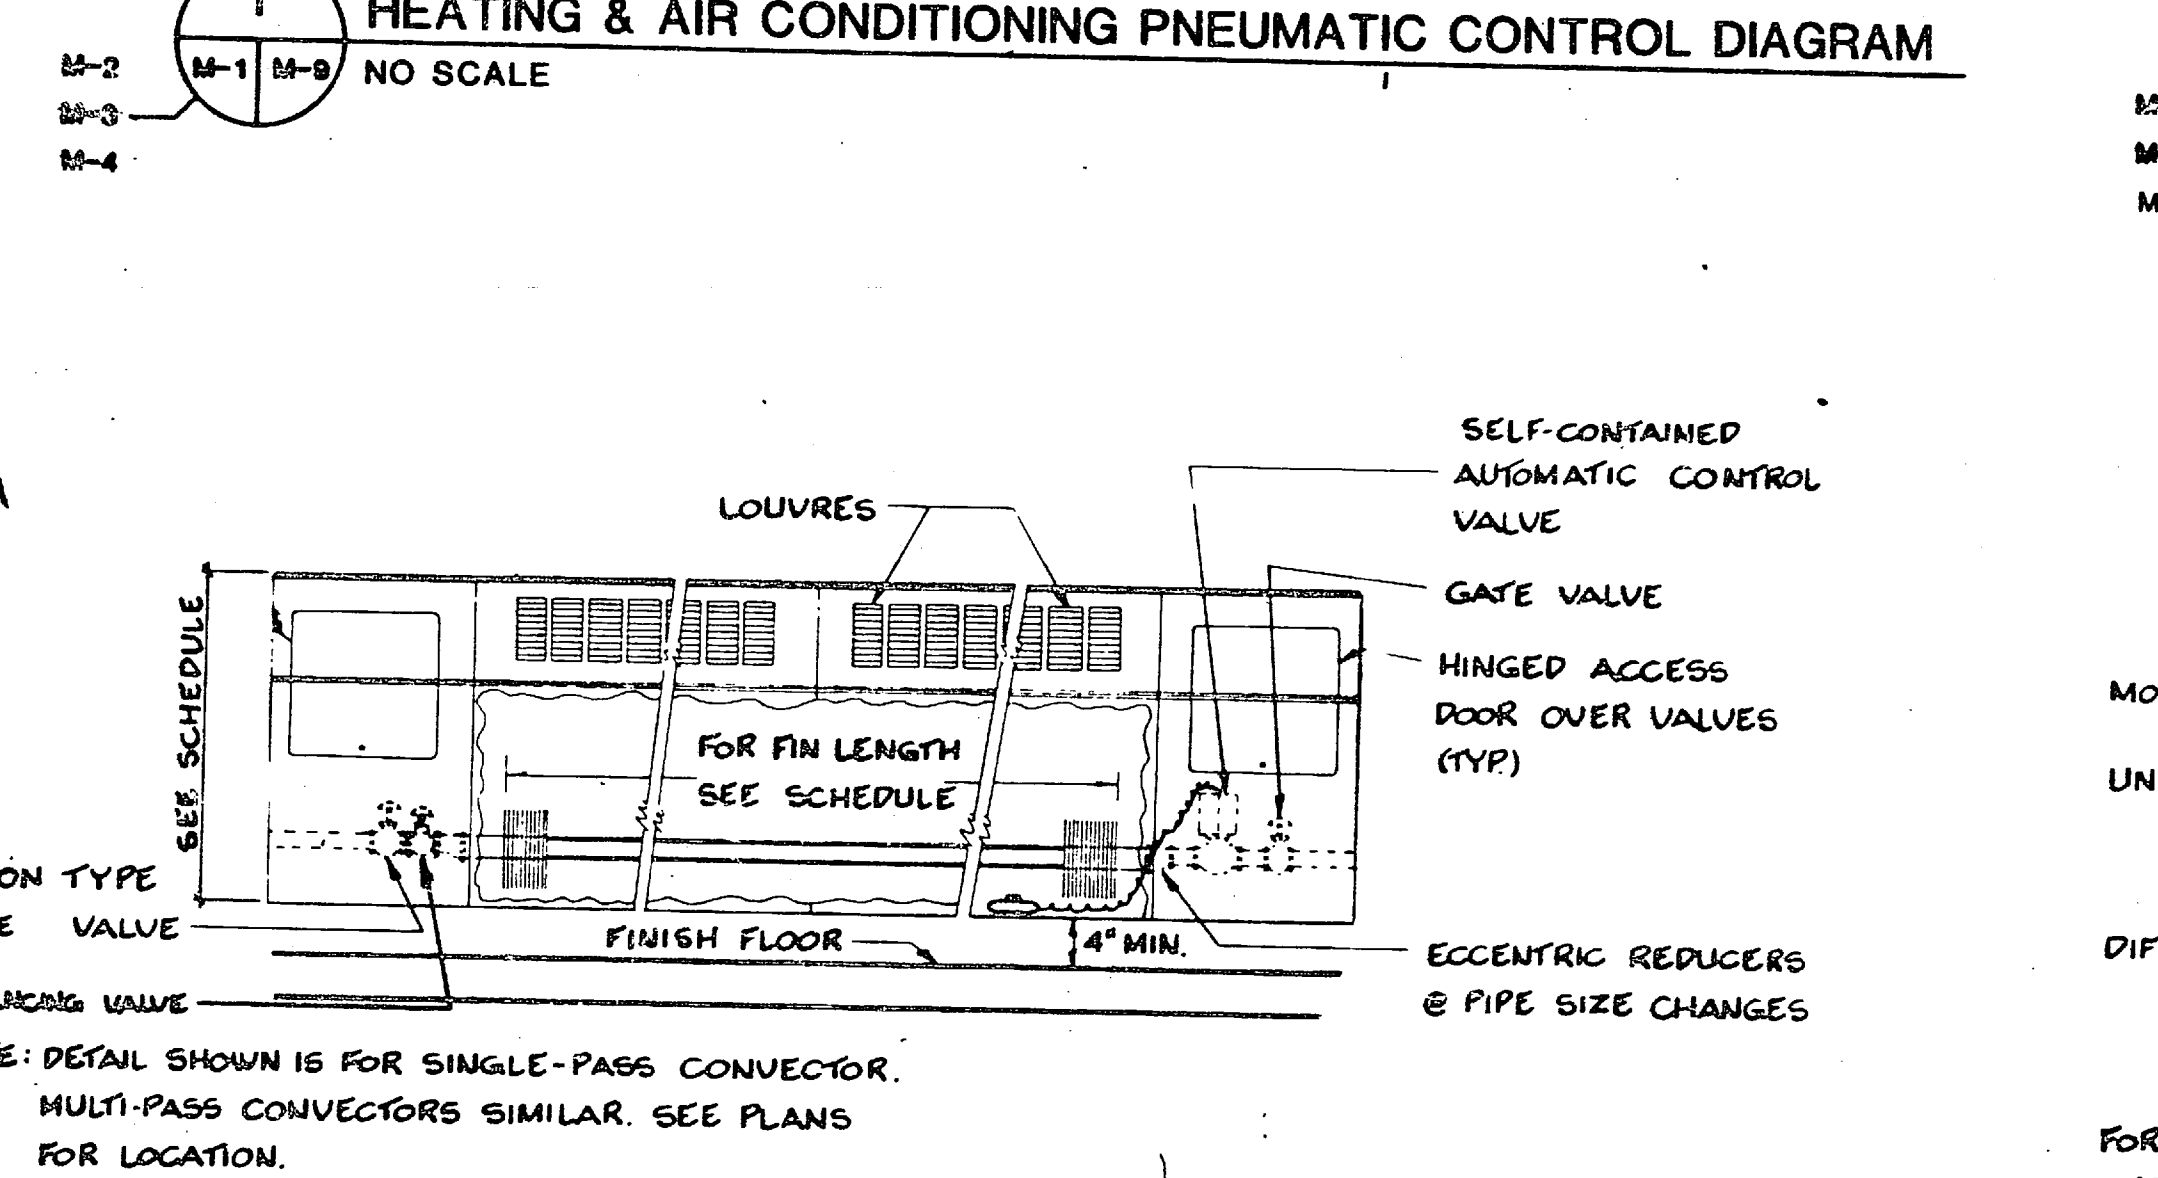 HEATING & AIR CONDITIONING PNEUMATIC CONTROL DIAGRAM
M-1 M-9
NO SCALE
M-2
M-3
M-4
SELF-CONTAINED
AUTOMATIC CONTROL
VALVE
LOUVRES
GATE VALVE
HINGED ACCESS
DOOR OVER VALVES
(TYP.)
SEE SCHEDULE
FOR FIN LENGTH
SEE SCHEDULE
ON TYPE
E VALVE
FINISH FLOOR
4" MIN.
ECCENTRIC REDUCERS
@ PIPE SIZE CHANGES
ANCING VALVE
E: DETAIL SHOWN IS FOR SINGLE-PASS CONVECTOR.
MULTI-PASS CONVECTORS SIMILAR. SEE PLANS
FOR LOCATION.
M
M
M
MO
UN
DIF
FOR